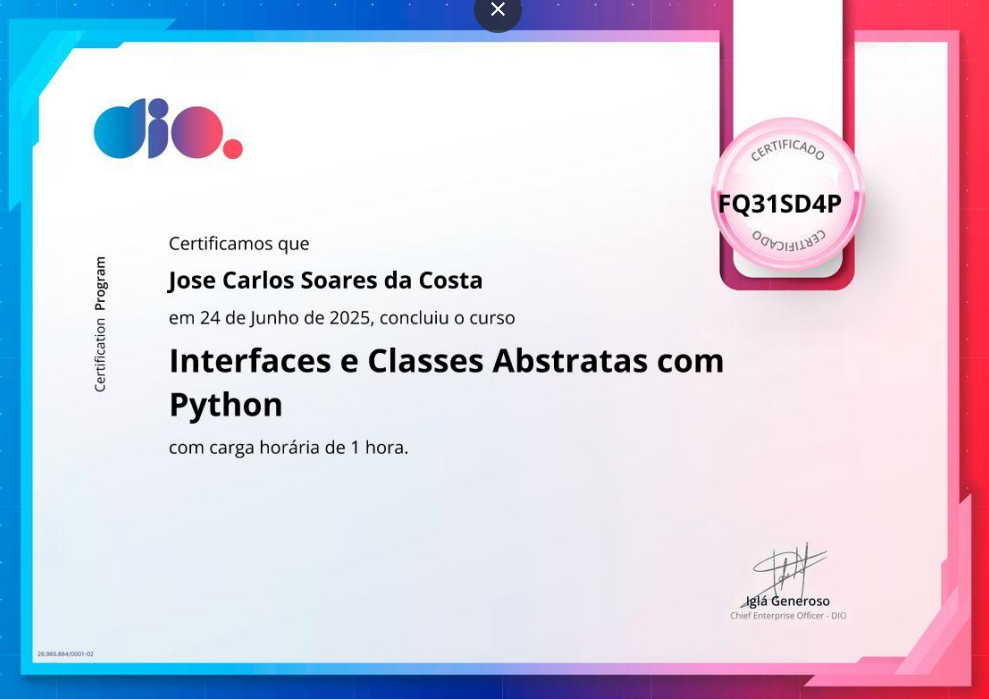 dio.
CERTIFICADO
FQ31SD4P
CERTIFICADO
Certification Program
Certificamos que
Jose Carlos Soares da Costa
em 24 de Junho de 2025, concluiu o curso
Interfaces e Classes Abstratas com
Python
com carga horária de 1 hora.
Iglá Generoso
Chief Enterprise Officer - DIO
26.965.884/0001-02